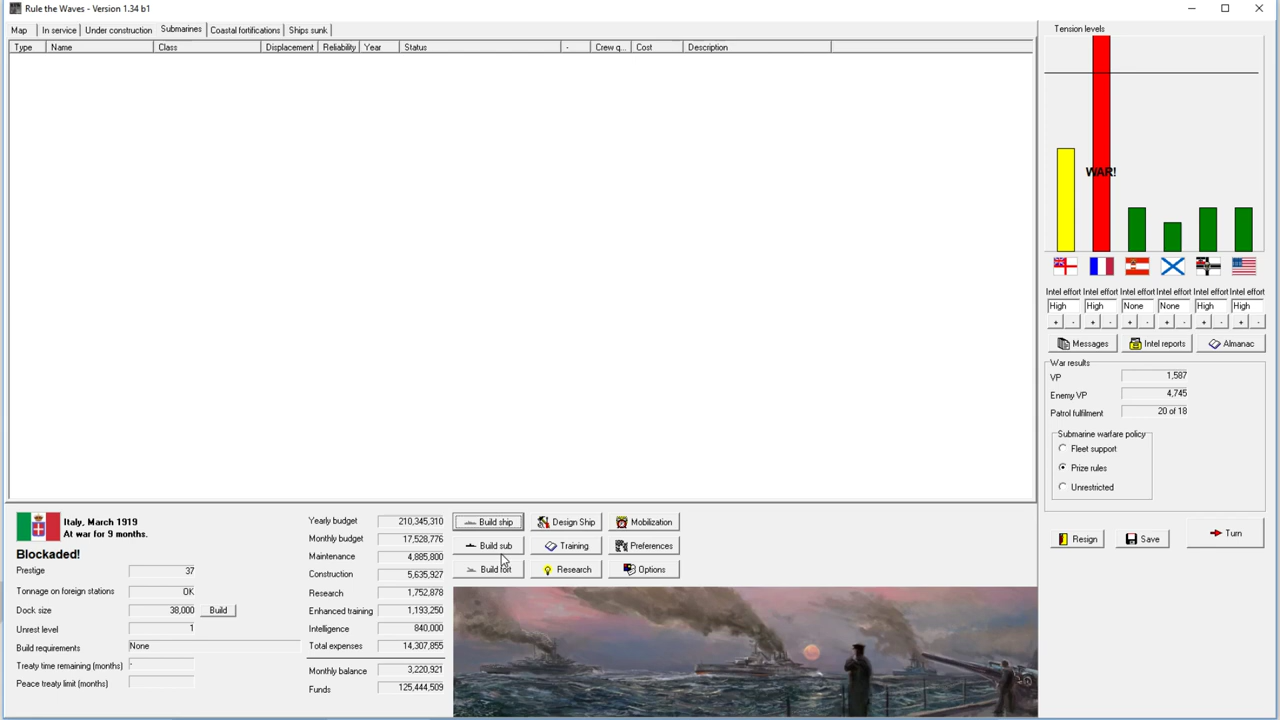 Rule the Waves - Version 1.34 b1
Map In service Under construction Submarines Coastal fortifications Ships sunk
Type Name Class Displacement Reliability Year Status - Crew q... Cost Description
Tension levels
WAR!
Intel effort Intel effort Intel effort Intel effort Intel effort Intel effort
High High None None High High
+ - + - + - + - + - + -
Messages Intel reports Almanac
War results
VP 1,587
Enemy VP 4,745
Patrol fulfilment 20 of 18
Submarine warfare policy
Fleet support
Prize rules
Unrestricted
Resign Save Turn
Italy, March 1919
At war for 9 months.
Blockaded!
Prestige 37
Tonnage on foreign stations OK
Dock size 38,000 Build
Unrest level 1
Build requirements None
Treaty time remaining (months) -
Peace treaty limit (months)
Yearly budget 210,345,310
Monthly budget 17,528,776
Maintenance 4,885,800
Construction 5,635,927
Research 1,752,878
Enhanced training 1,193,250
Intelligence 840,000
Total expenses 14,307,855
Monthly balance 3,220,921
Funds 125,444,509
Build ship Design Ship Mobilization
Build sub Training Preferences
Build fort Research Options